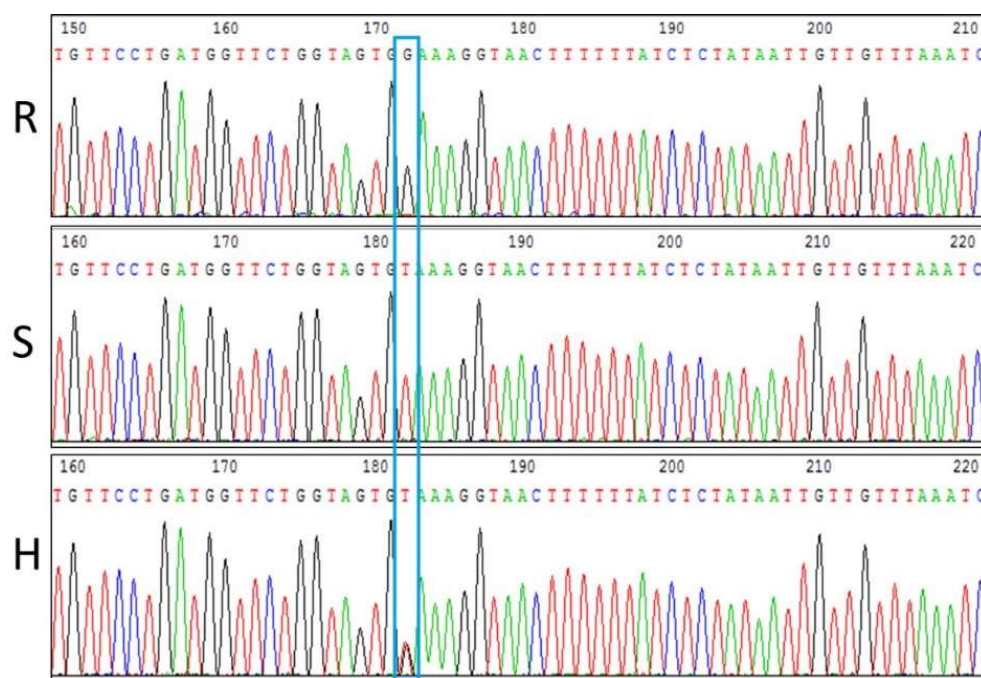 150 160 170 180 190 200 210
TGTTCCTGATGGTTCTGGTAGTGGAAAGGTAACTTTTTTATCTCTATAATTGTTGTTTAAATC
R
160 170 180 190 200 210 220
TGTTCCTGATGGTTCTGGTAGTGTAAAGGTAACTTTTTTATCTCTATAATTGTTGTTTAAATC
S
160 170 180 190 200 210 220
TGTTCCTGATGGTTCTGGTAGTGTAAAGGTAACTTTTTTATCTCTATAATTGTTGTTTAAATC
H